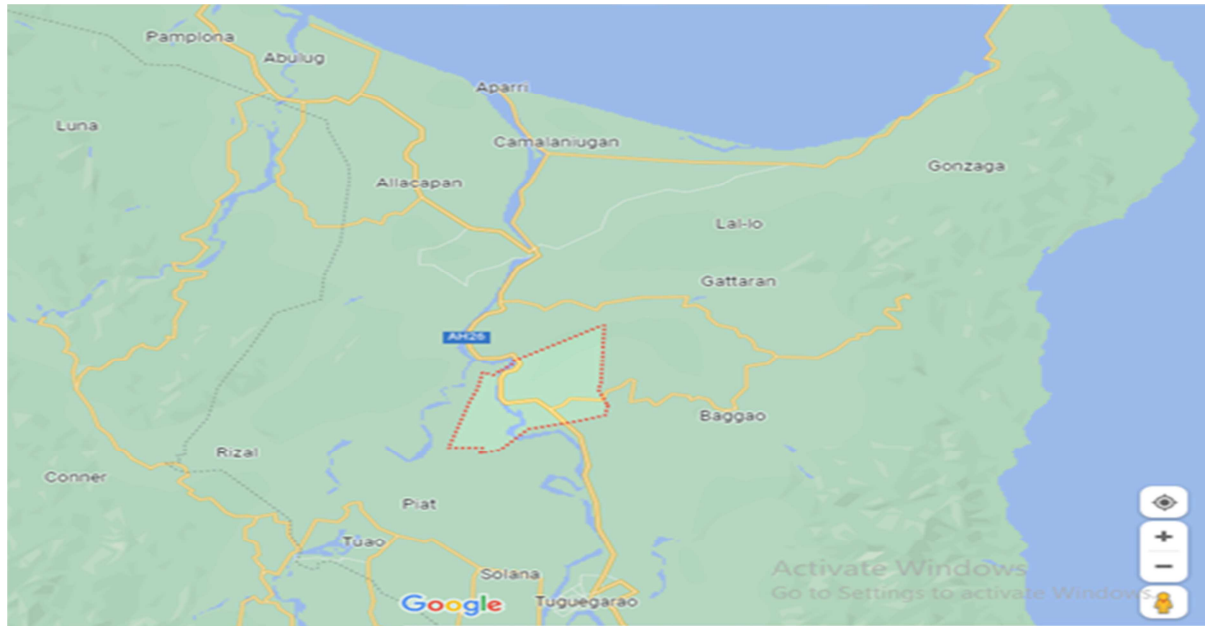 Pamplona
Abulug
Aparri
Luna
Camalaniugan
Gonzaga
Allacapan
Lal-lo
Gattaran
AH26
Baggao
Rizal
Conner
Piat
Tuao
Solana
Tuguegarao
Google
Activate Windows
Go to Settings to activate Windows.